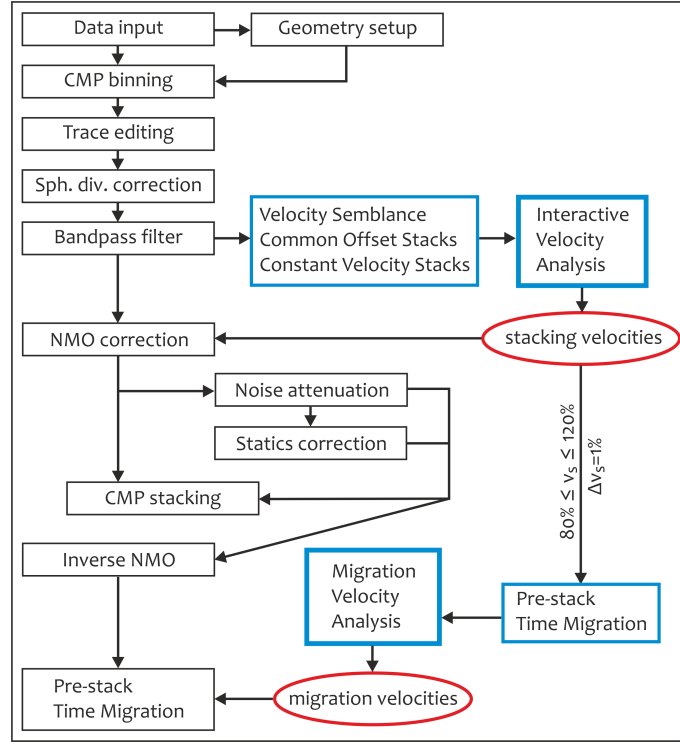 Data input
Geometry setup
CMP binning
Trace editing
Sph. div. correction
Bandpass filter
Velocity Semblance
Common Offset Stacks
Constant Velocity Stacks
Interactive
Velocity
Analysis
stacking velocities
NMO correction
Noise attenuation
Statics correction
CMP stacking
80% ≤ vₛ ≤ 120%
Δvₛ=1%
Inverse NMO
Migration
Velocity
Analysis
Pre-stack
Time Migration
Pre-stack
Time Migration
migration velocities